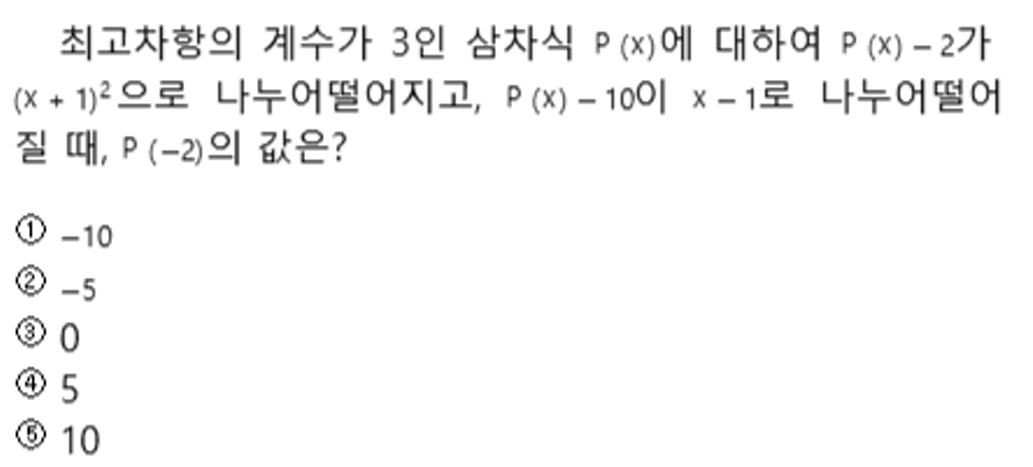 최고차항의 계수가 3인 삼차식 P (x)에 대하여 P (x) – 2가
(x + 1)²으로 나누어떨어지고, P (x) – 10이 x – 1로 나누어떨어
질 때, P (–2)의 값은?
① –10
② –5
③ 0
④ 5
⑤ 10